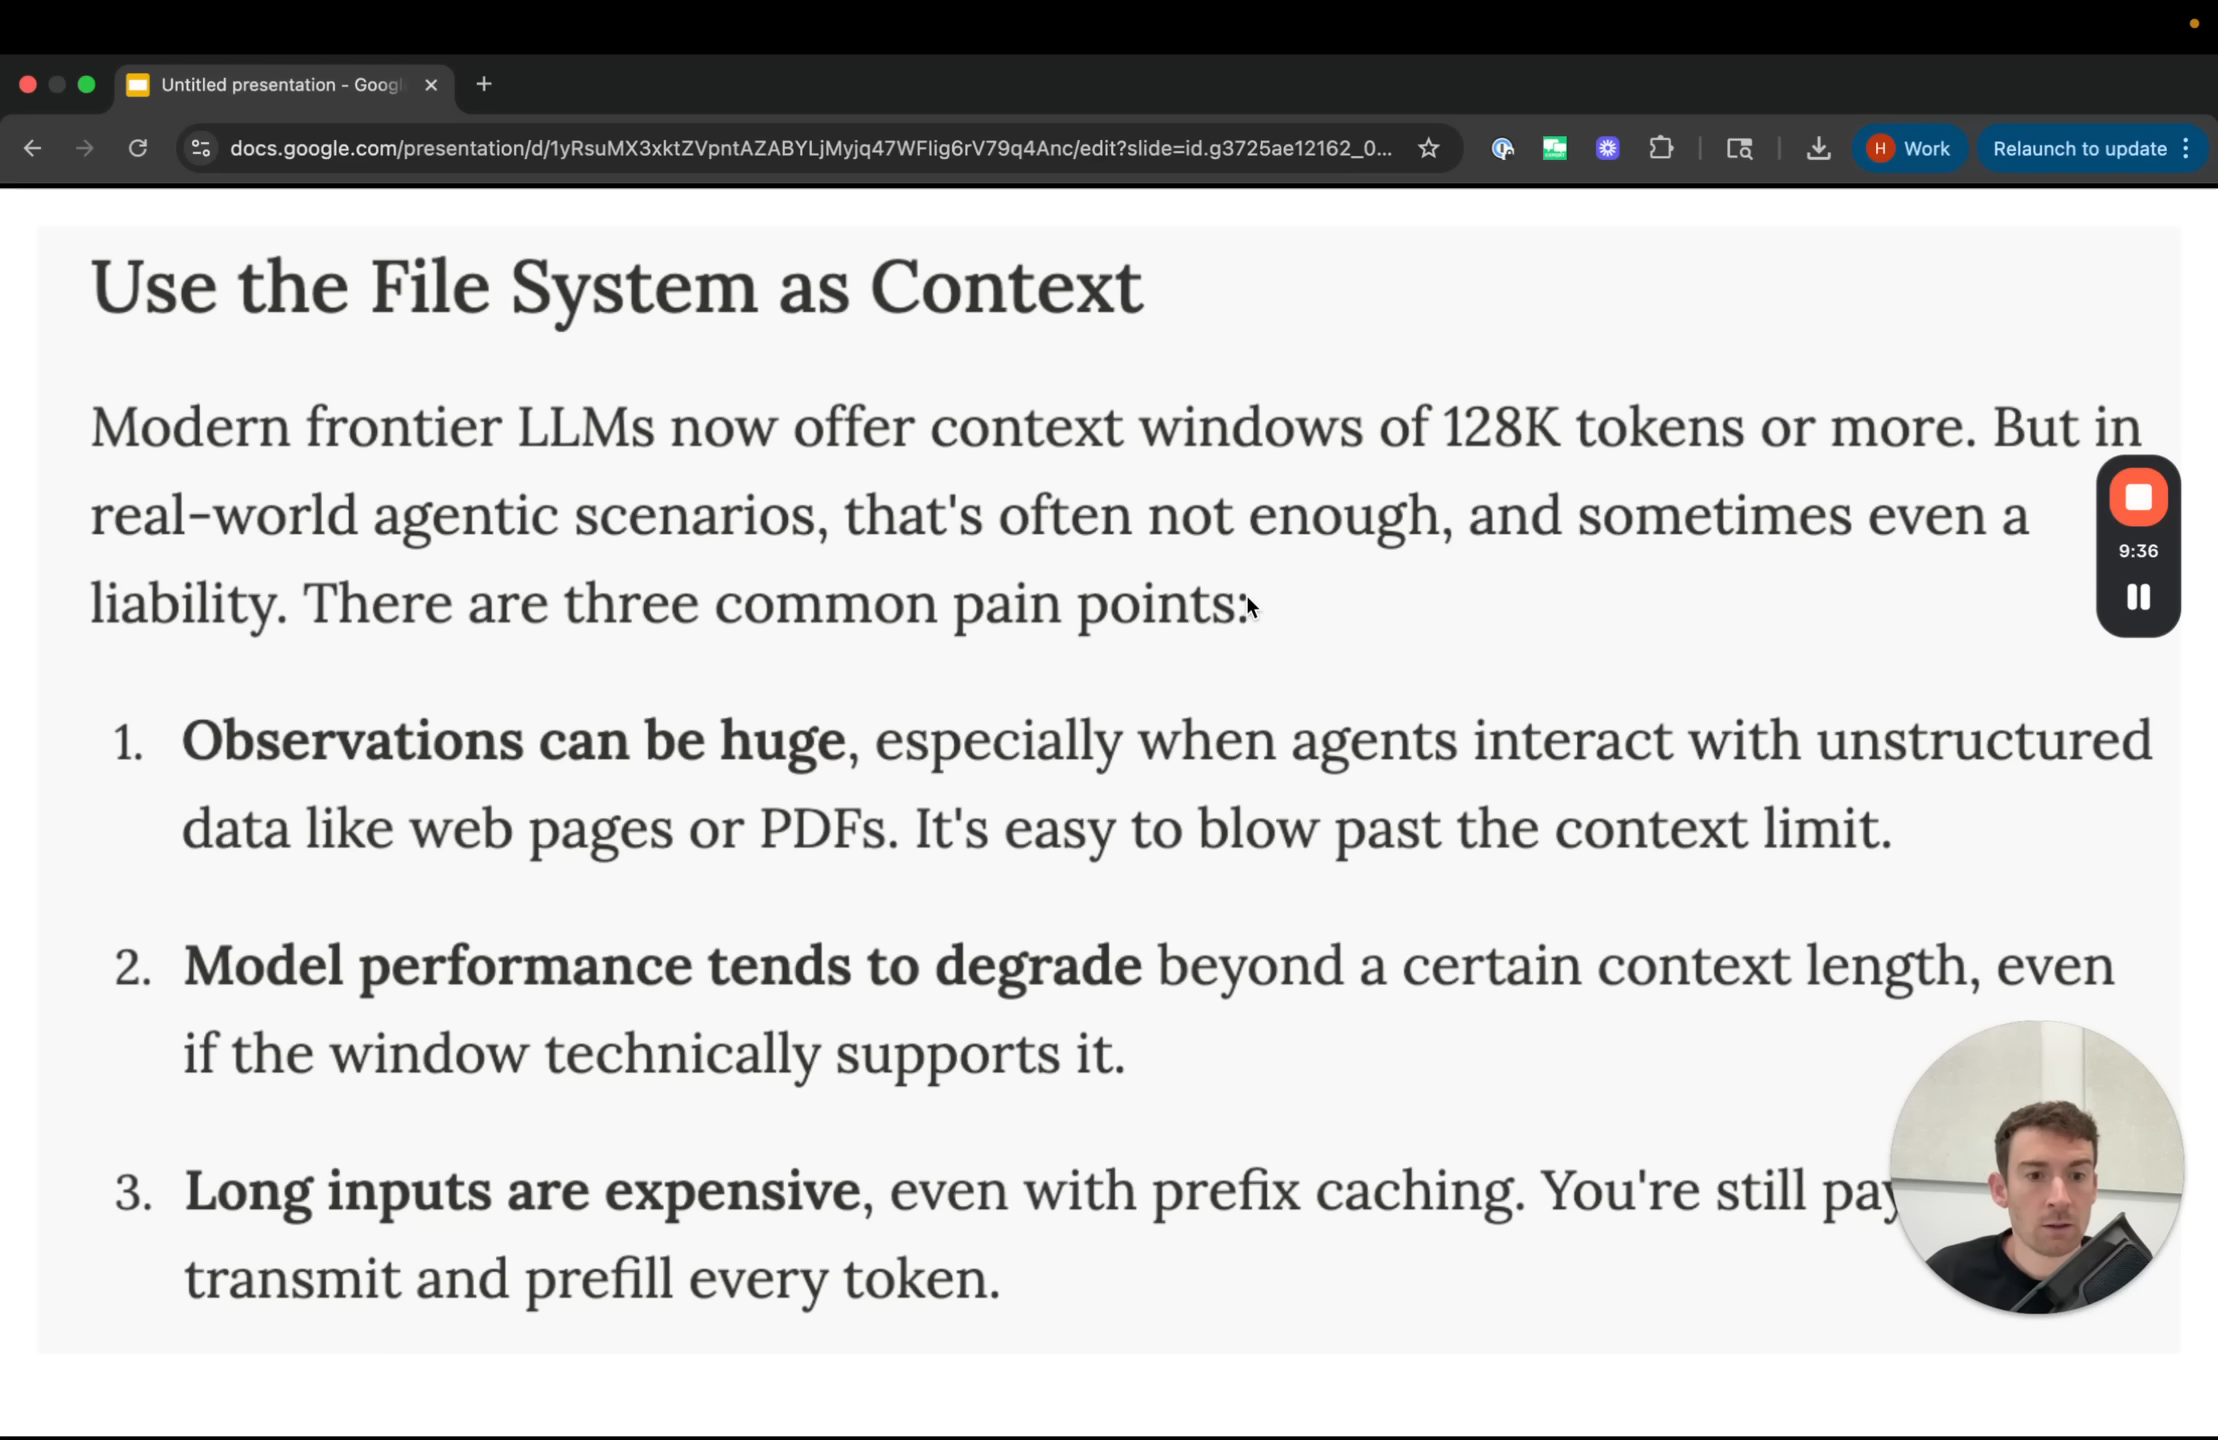 Untitled presentation - Googl
docs.google.com/presentation/d/1yRsuMX3xktZVpntAZABYLjMyjq47WFlig6rV79q4Anc/edit?slide=id.g3725ae12162_0...
H Work
Relaunch to update
Use the File System as Context
Modern frontier LLMs now offer context windows of 128K tokens or more. But in
real-world agentic scenarios, that's often not enough, and sometimes even a
liability. There are three common pain points:
9:36
1. Observations can be huge, especially when agents interact with unstructured
data like web pages or PDFs. It's easy to blow past the context limit.
2. Model performance tends to degrade beyond a certain context length, even
if the window technically supports it.
3. Long inputs are expensive, even with prefix caching. You're still pay
transmit and prefill every token.